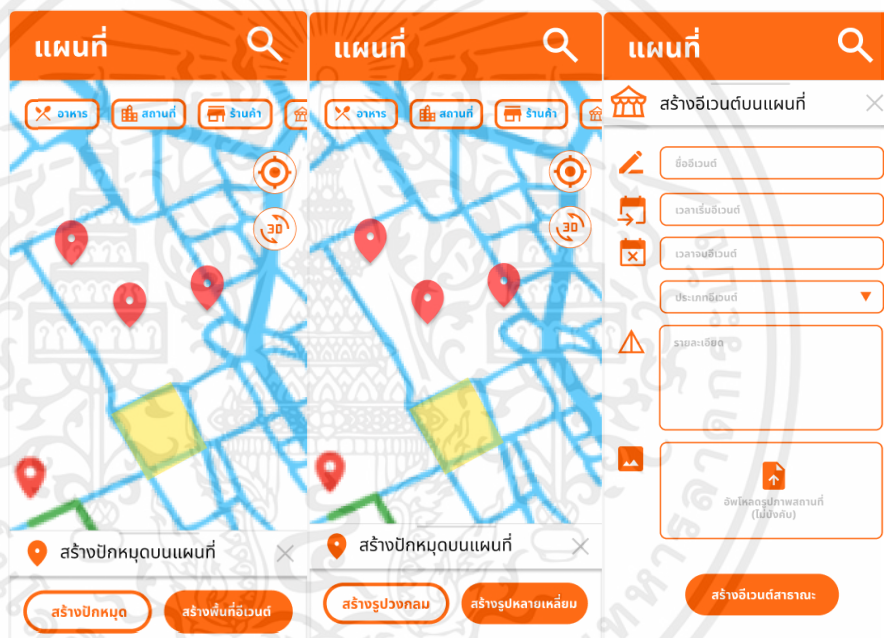 แผนที่
อาหาร
สถานที่
ร้านค้า
3D
สร้างปักหมุดบนแผนที่
สร้างปักหมุด
สร้างพื้นที่อีเวนต์
แผนที่
อาหาร
สถานที่
ร้านค้า
3D
สร้างปักหมุดบนแผนที่
สร้างรูปวงกลม
สร้างรูปหลายเหลี่ยม
แผนที่
สร้างอีเวนต์บนแผนที่
ชื่ออีเวนต์
เวลาเริ่มอีเวนต์
เวลาจบอีเวนต์
ประเภทอีเวนต์
รายละเอียด
อัพโหลดรูปภาพสถานที่
(ไม่บังคับ)
สร้างอีเวนต์สาธารณะ